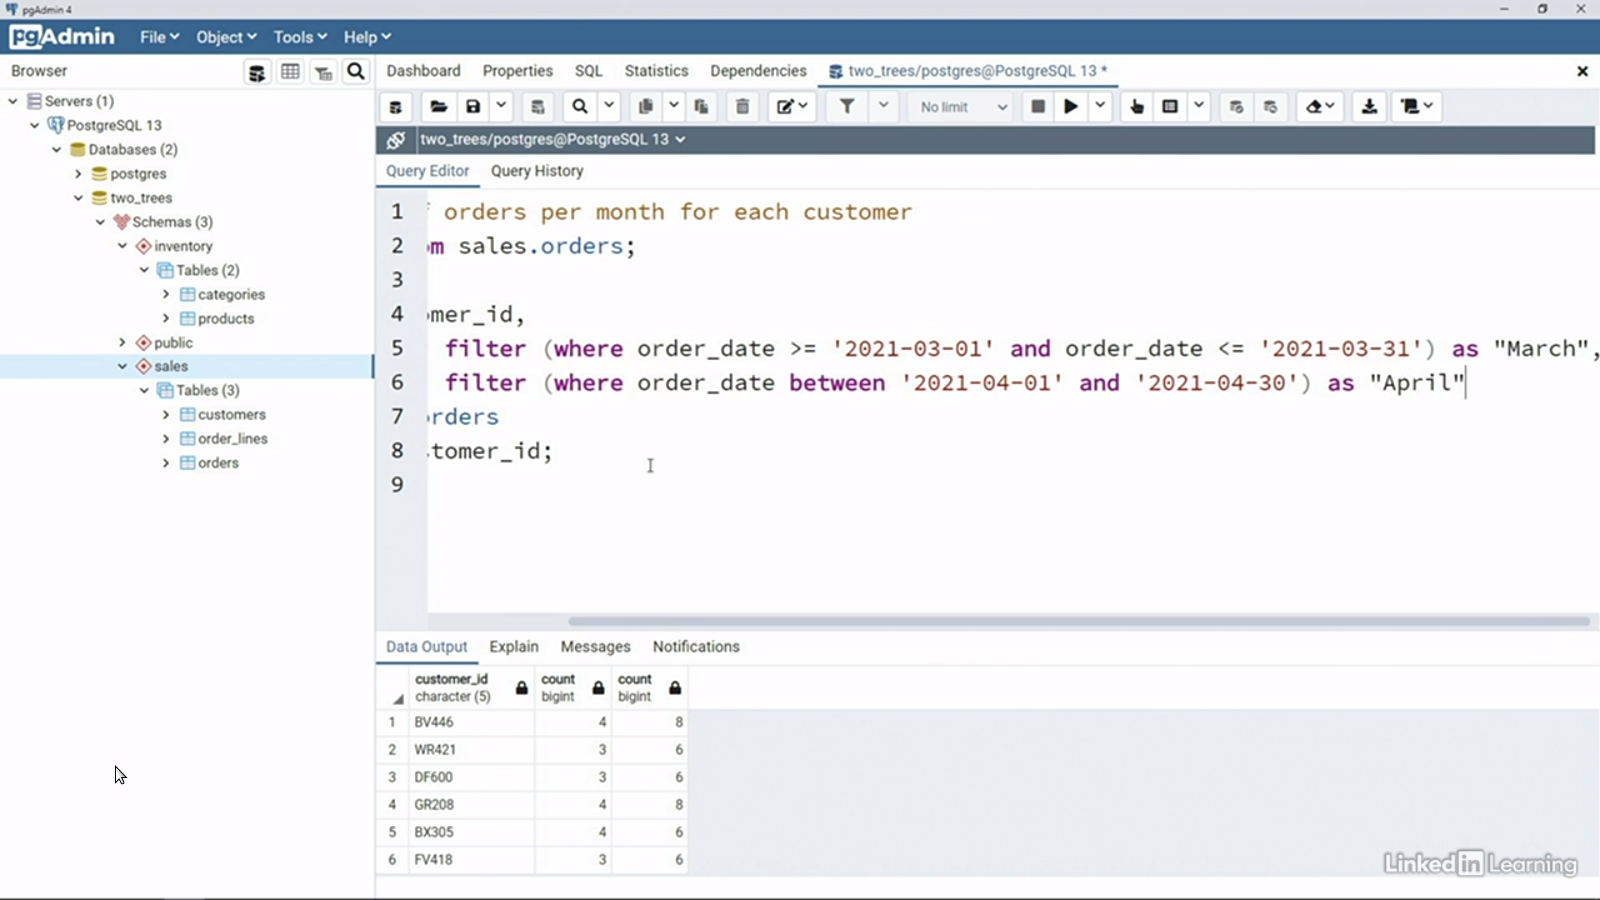 pgAdmin 4
pgAdmin File Object Tools Help
Browser
Dashboard Properties SQL Statistics Dependencies two_trees/postgres@PostgreSQL 13 *
Servers (1)
PostgreSQL 13
Databases (2)
postgres
two_trees
Schemas (3)
inventory
Tables (2)
categories
products
public
sales
Tables (3)
customers
order_lines
orders
No limit
two_trees/postgres@PostgreSQL 13
Query Editor Query History
1 orders per month for each customer
2 om sales.orders;
3
4 omer_id,
5 filter (where order_date >= '2021-03-01' and order_date <= '2021-03-31') as "March",
6 filter (where order_date between '2021-04-01' and '2021-04-30') as "April"
7 orders
8 stomer_id;
9
Data Output Explain Messages Notifications
customer_id character (5) count bigint count bigint
1 BV446 4 8
2 WR421 3 6
3 DF600 3 6
4 GR208 4 8
5 BX305 4 6
6 FV418 3 6
Linked in Learning